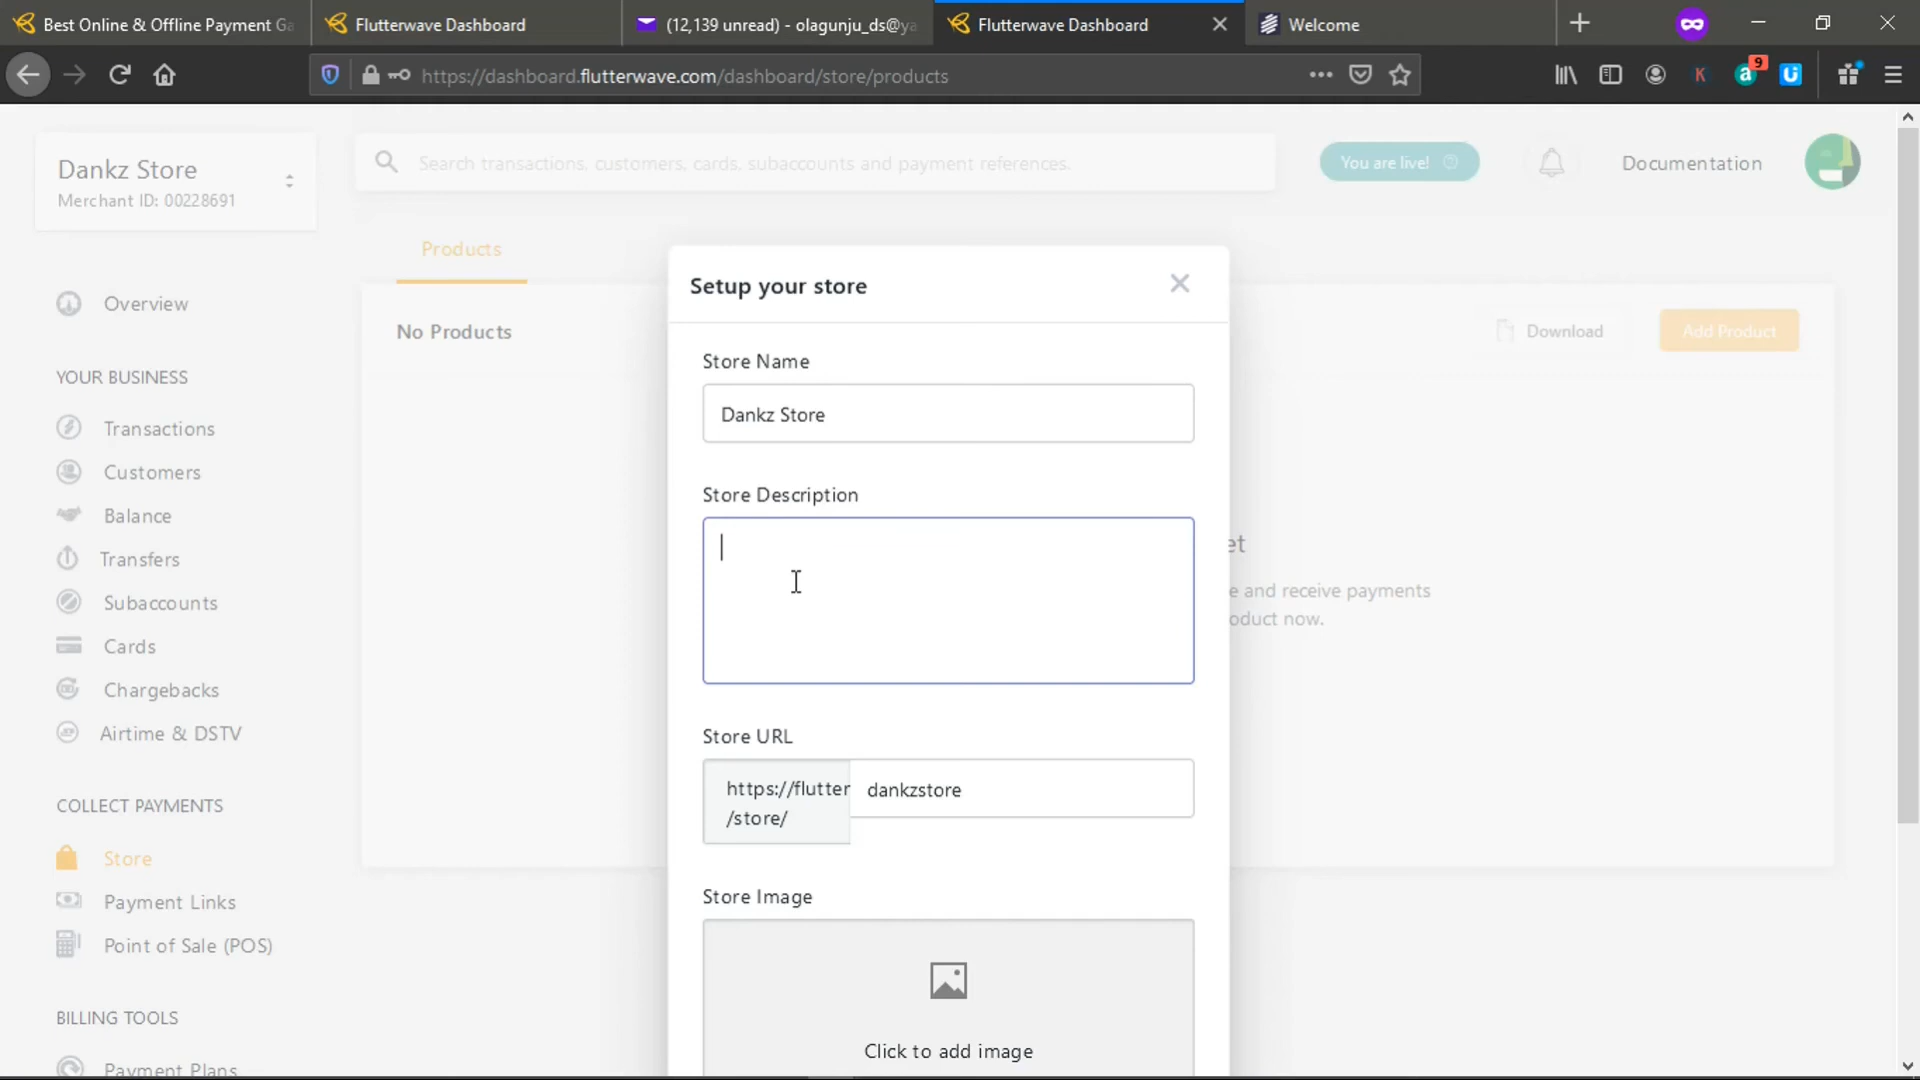 Best Online & Offline Payment Ga
Flutterwave Dashboard
(12,139 unread) - olagunju_ds@ya
Flutterwave Dashboard
Welcome
https://dashboard.flutterwave.com/dashboard/store/products
K
a
9
Dankz Store
Merchant ID: 00228691
Search transactions, customers, cards, subaccounts and payment references.
You are live!
Documentation
Products
Overview
No Products
Download
Add Product
YOUR BUSINESS
Transactions
Customers
Balance
Transfers
Subaccounts
Cards
Chargebacks
Airtime & DSTV
COLLECT PAYMENTS
Store
Payment Links
Point of Sale (POS)
BILLING TOOLS
Payment Plans
Setup your store
Store Name
Dankz Store
Store Description
Store URL
https://flutter
/store/
dankzstore
Store Image
Click to add image
et
e and receive payments
oduct now.